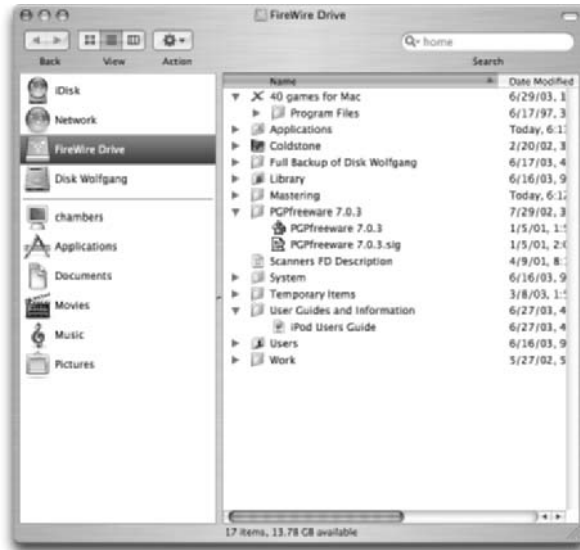 FireWire Drive
home
Back View Action Search
iDisk
Network
FireWire Drive
Disk Wolfgang
chambers
Applications
Documents
Movies
Music
Pictures
Name Date Modified
40 games for Mac 6/29/03, 1
Program Files 6/17/97, 3
Applications Today, 6:1
Coldstone 2/20/02, 3
Full Backup of Disk Wolfgang 6/17/03, 4
Library 6/16/03, 9
Mastering Today, 6:12
PGPfreeware 7.0.3 7/29/02, 3
PGPfreeware 7.0.3 1/5/01, 1:5
PGPfreeware 7.0.3.sig 1/5/01, 2:0
Scanners FD Description 4/9/01, 8:
System 6/16/03, 9
Temporary Items 3/8/03, 1:5
User Guides and Information 6/27/03, 4
iPod Users Guide 6/27/03, 4
Users 6/16/03, 9
Work 5/27/02, 5
17 items, 13.78 GB available